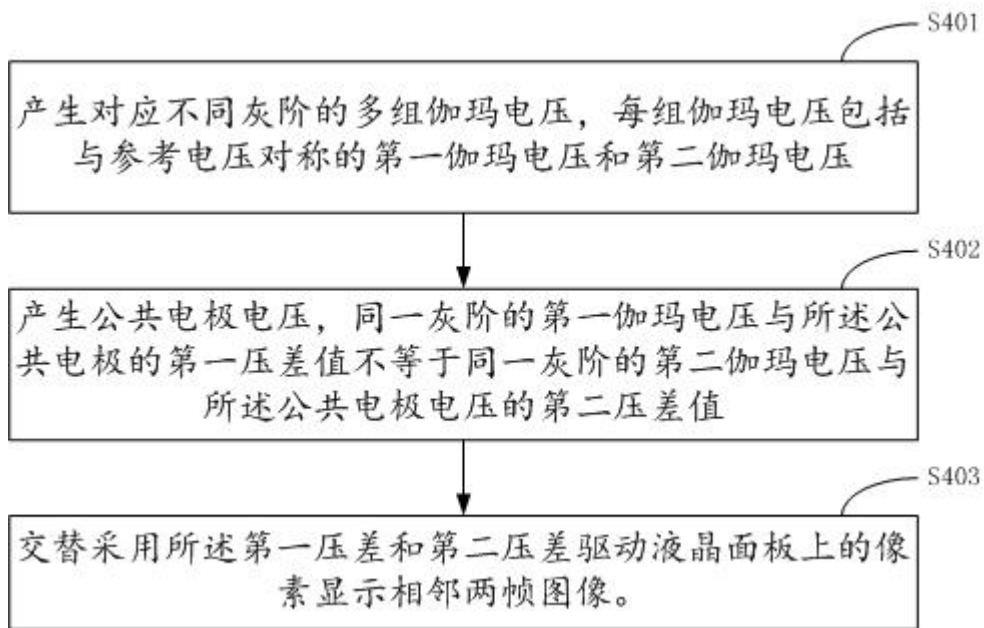 S401
产生对应不同灰阶的多组伽玛电压，每组伽玛电压包括
与参考电压对称的第一伽玛电压和第二伽玛电压
S402
产生公共电极电压，同一灰阶的第一伽玛电压与所述公
共电极的第一压差值不等于同一灰阶的第二伽玛电压与
所述公共电极电压的第二压差值
S403
交替采用所述第一压差和第二压差驱动液晶面板上的像
素显示相邻两帧图像。